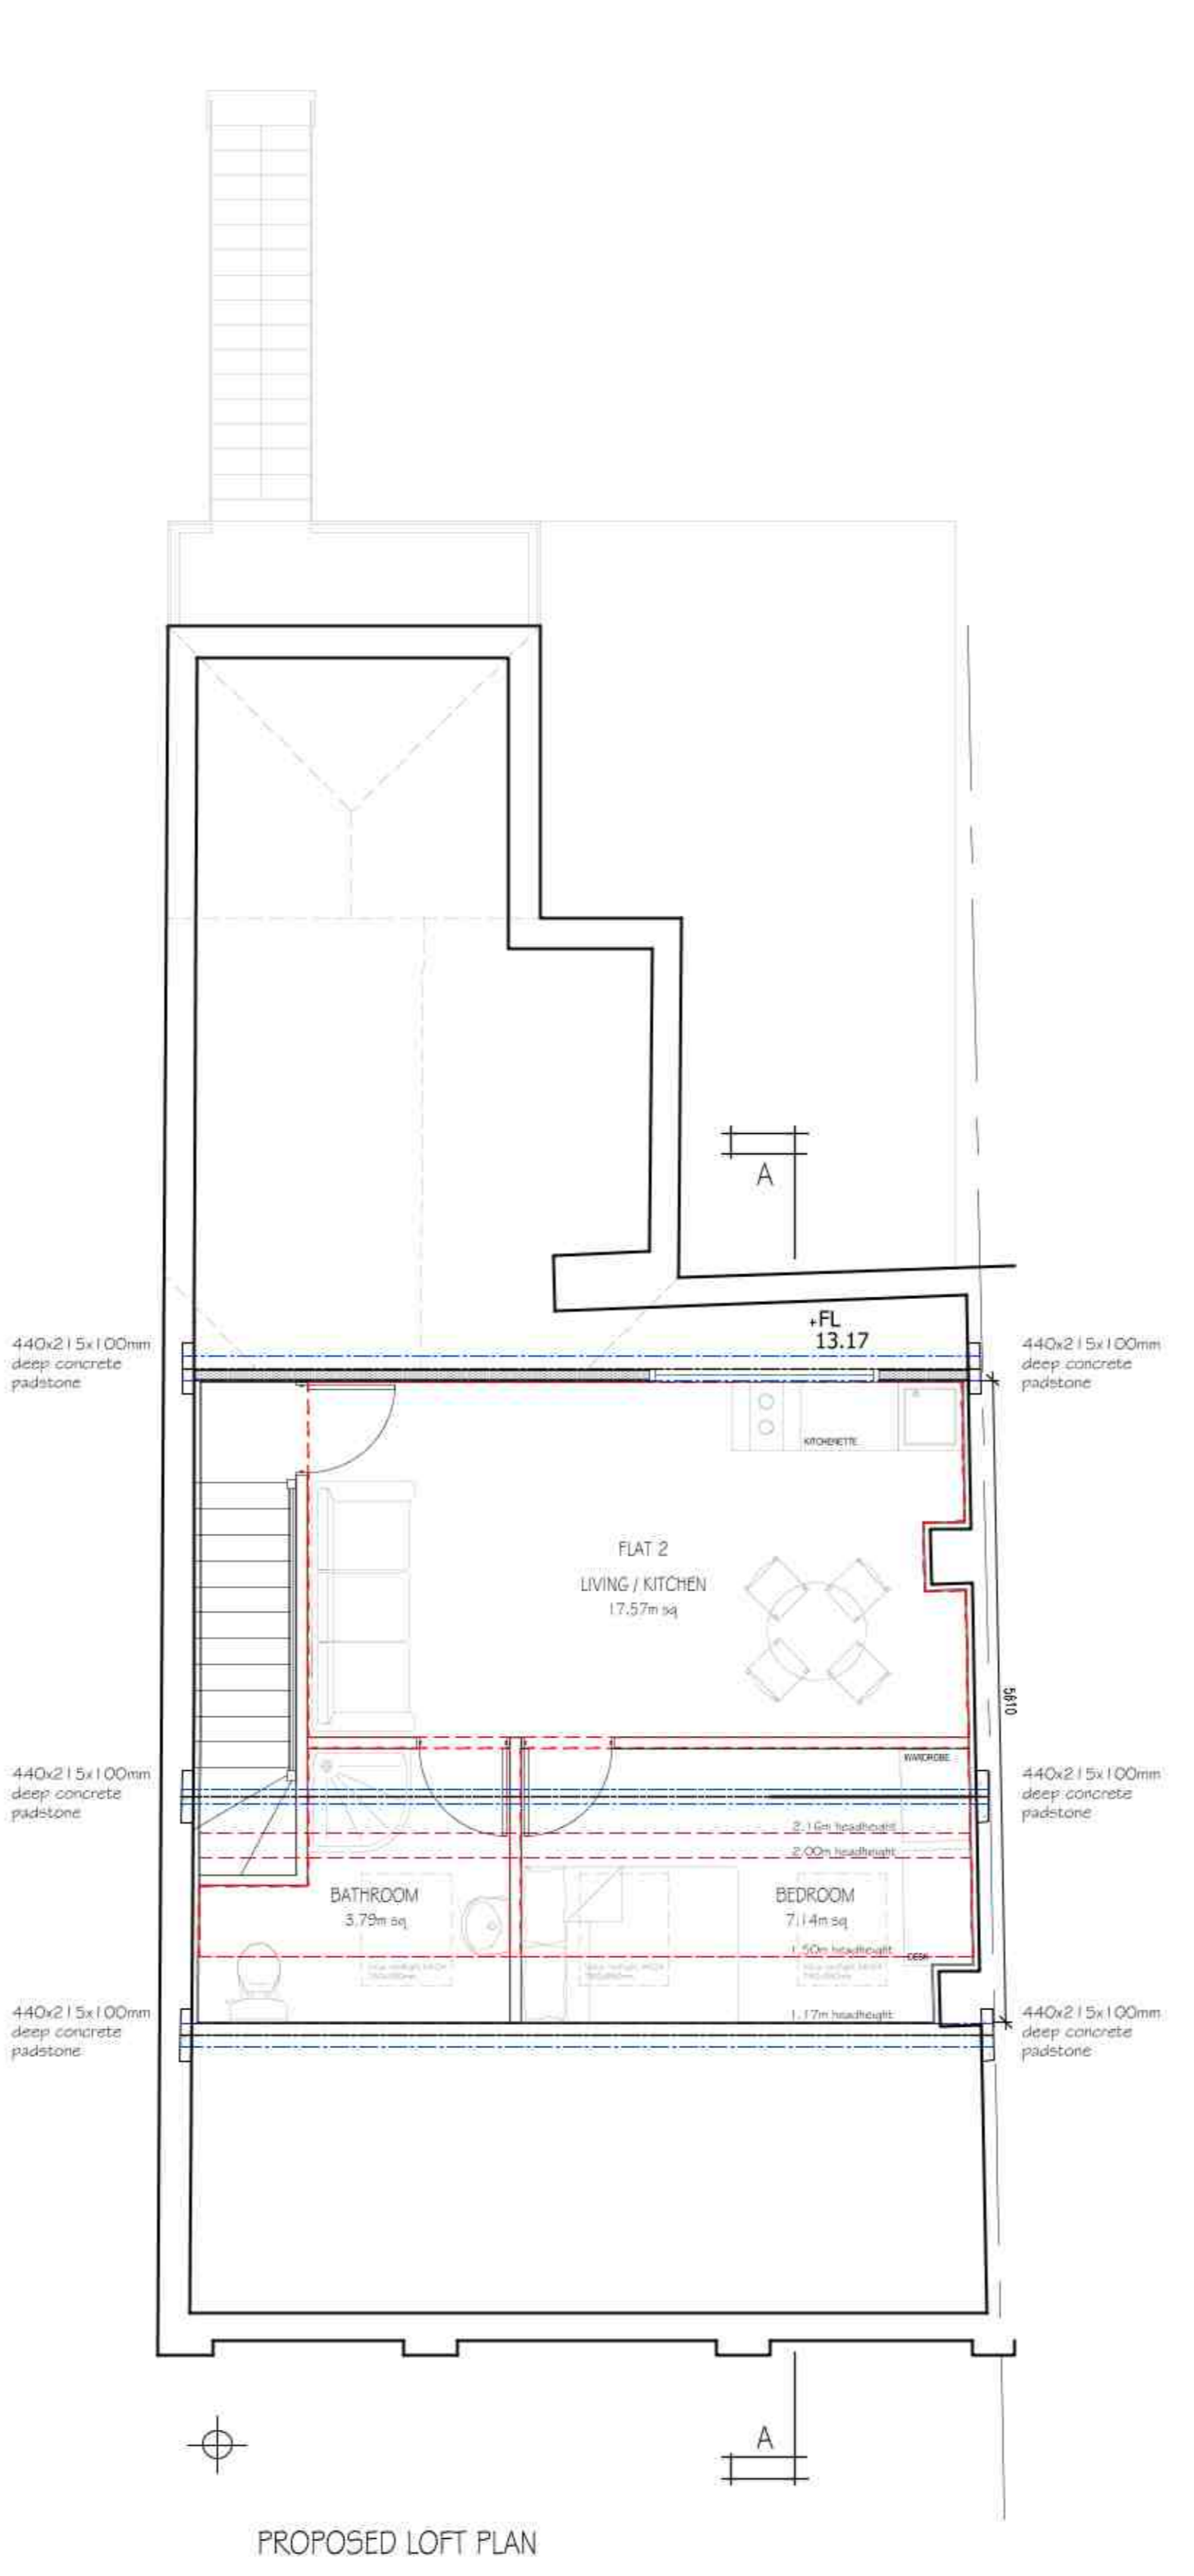 A
+FL
13.17
440x215x100mm
deep concrete
padstone
440x215x100mm
deep concrete
padstone
KITCHENETTE
FLAT 2
LIVING / KITCHEN
17.57m sq
5610
WARDROBE
440x215x100mm
deep concrete
padstone
440x215x100mm
deep concrete
padstone
2.16m headheight
2.00m headheight
BATHROOM
3.79m sq
BEDROOM
7.14m sq
1.50m headheight
DESK
1.17m headheight
440x215x100mm
deep concrete
padstone
440x215x100mm
deep concrete
padstone
A
PROPOSED LOFT PLAN